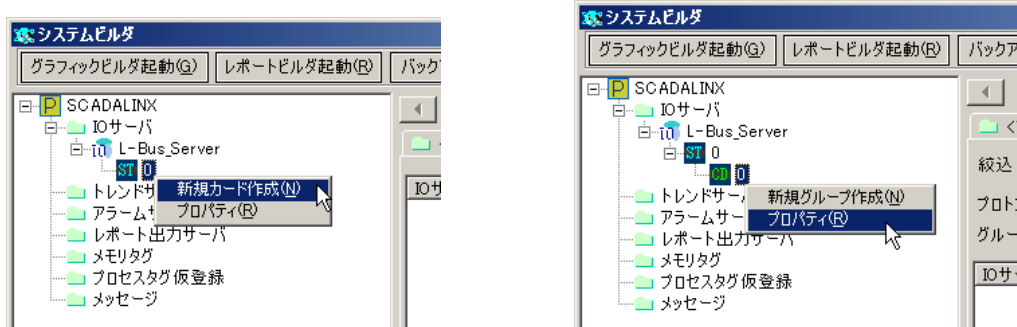 システムビルダ
グラフィックビルダ起動(G) レポートビルダ起動(R) バック
SCADALINX
IOサーバ
L-Bus_Server
ST 0
新規カード作成(N)
プロパティ(R)
トレンドサ
アラームサ
レポート出力サーバ
メモリタグ
プロセスタグ仮登録
メッセージ
IOサ
システムビルダ
グラフィックビルダ起動(G) レポートビルダ起動(R) バックア
SCADALINX
IOサーバ
L-Bus_Server
ST 0
CD 0
新規グループ作成(N)
プロパティ(R)
トレンドサー
アラームサー
レポート出力サーバ
メモリタグ
プロセスタグ仮登録
メッセージ
絞込
プロト
グルー
IOサ